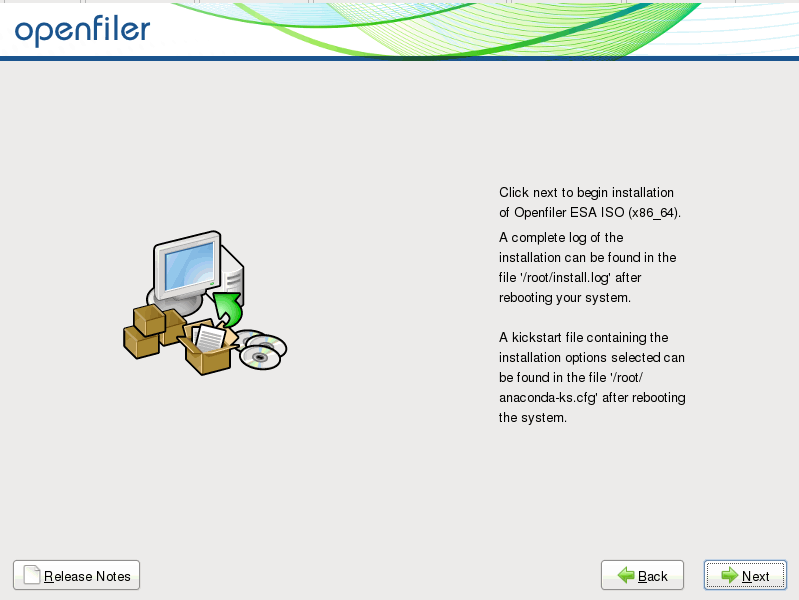 openfiler
Click next to begin installation
of Openfiler ESA ISO (x86_64).
A complete log of the
installation can be found in the
file '/root/install.log' after
rebooting your system.
A kickstart file containing the
installation options selected can
be found in the file '/root/
anaconda-ks.cfg' after rebooting
the system.
Release Notes
Back
Next